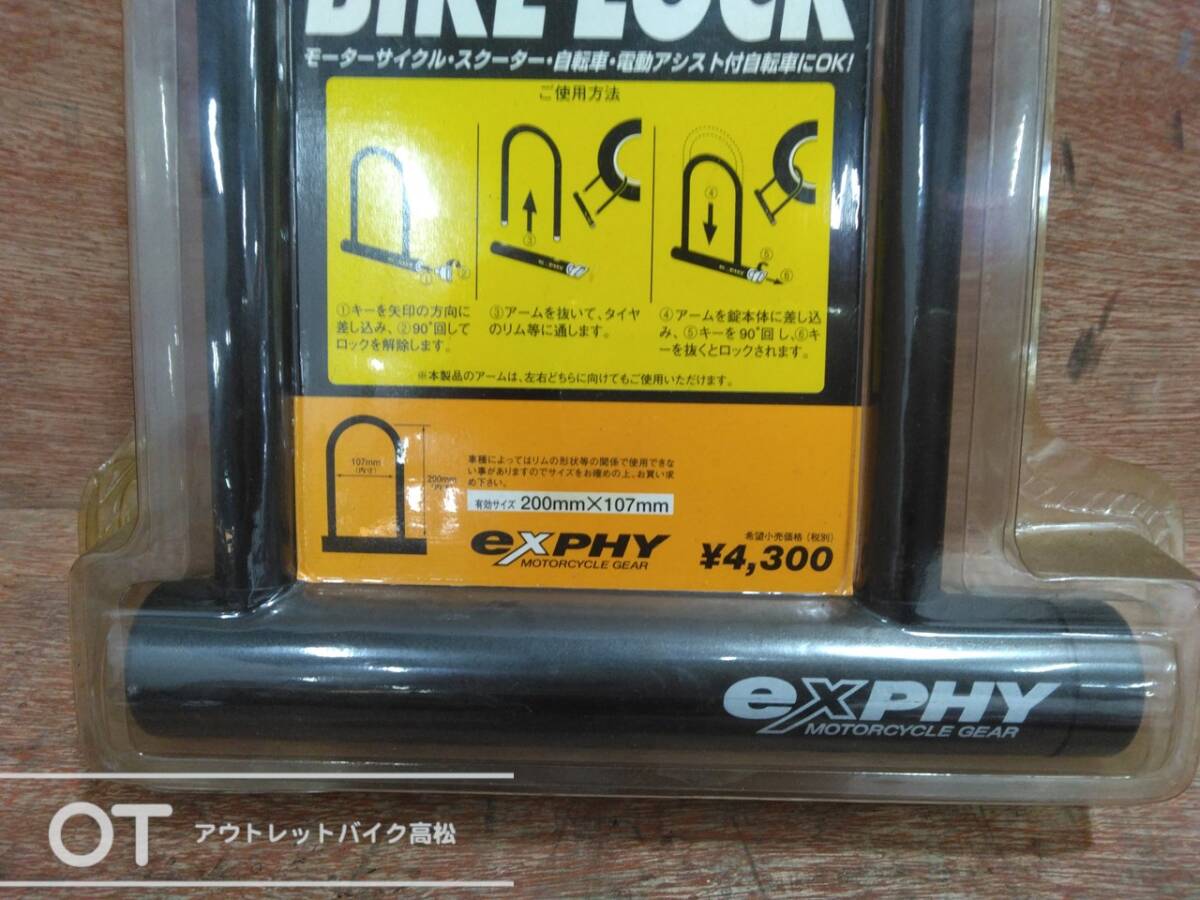 BIKE LOCK
モーターサイクル・スクーター・自転車・電動アシスト付自転車にOK!
ご使用方法
①キーを矢印の方向に
差し込み、②90°回して
ロックを解除します。
③アームを抜いて、タイヤ
のリム等に通します。
④アームを錠本体に差し込
み、⑤キーを90°回し、⑥キ
ーを抜くとロックされます。
※本製品のアームは、左右どちらに向けてもご使用いただけます。
107mm
(内寸)
200mm
(内寸)
車種によってはリムの形状等の関係で使用できな
い事がありますのでサイズをお確めの上、お買い求
め下さい。
有効サイズ 200mm×107mm
eXPHY
MOTORCYCLE GEAR
希望小売価格(税別)
¥4,300
eXPHY
MOTORCYCLE GEAR
OT アウトレットバイク高松